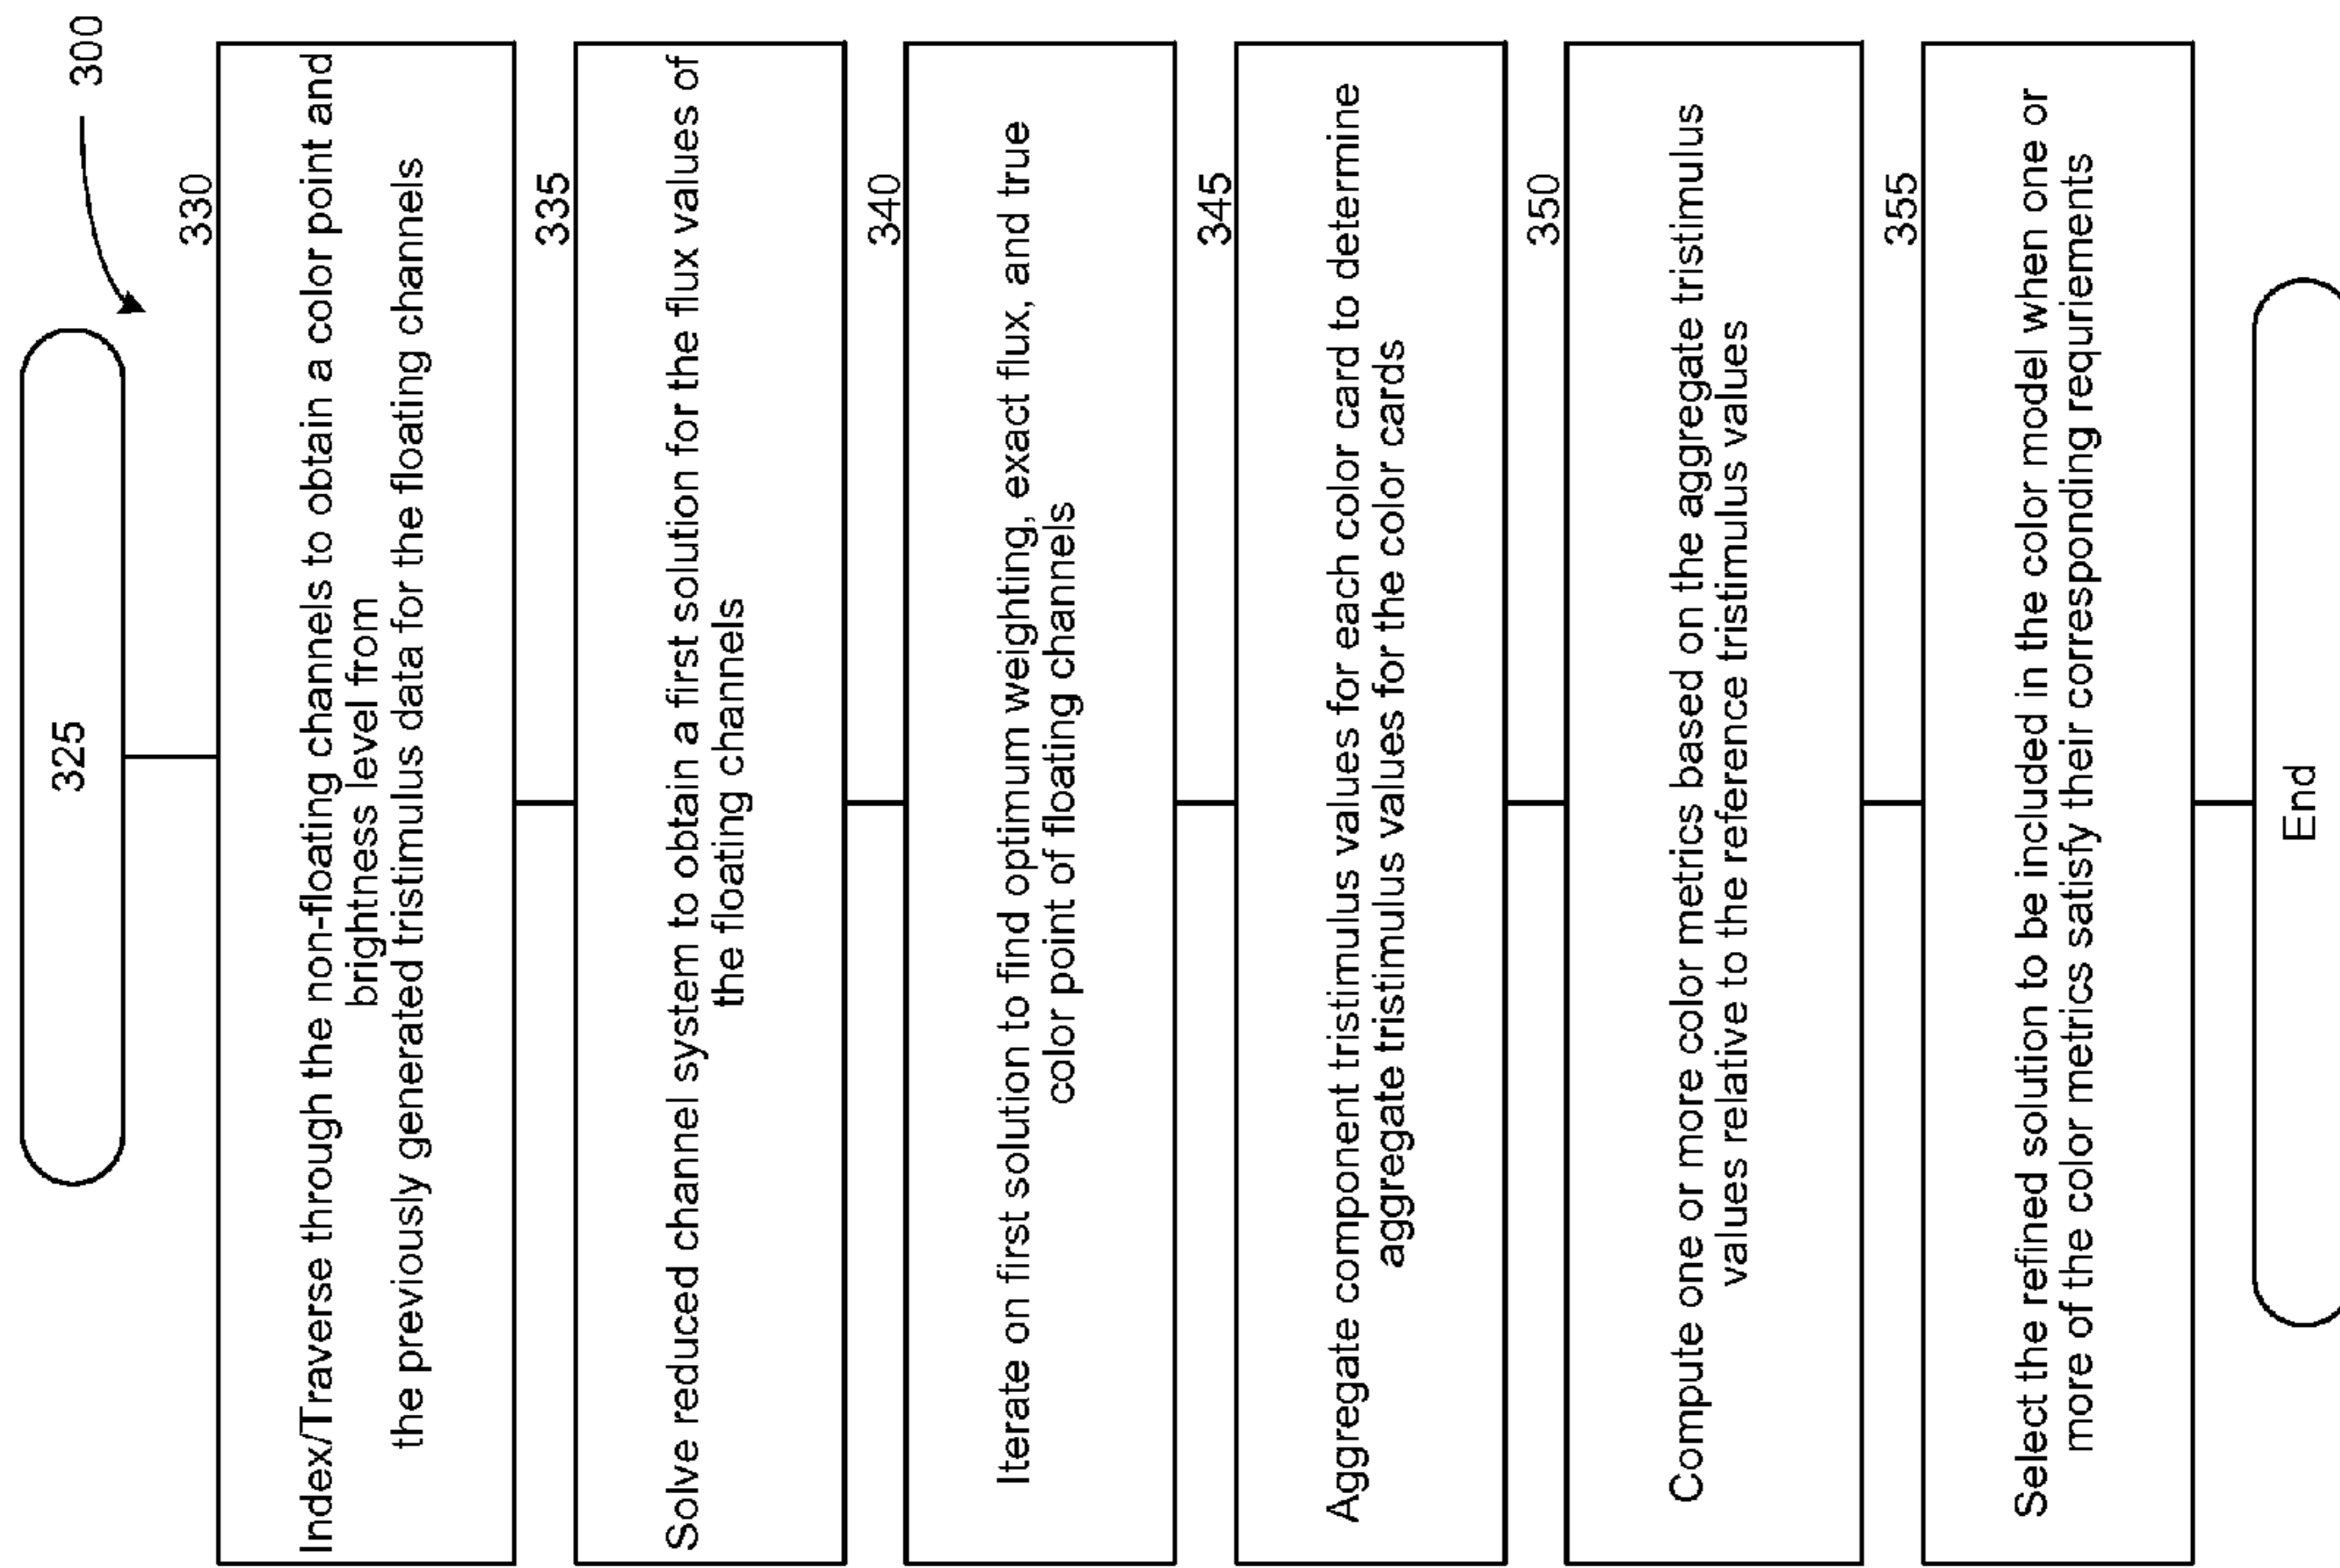 300
325
330
Index/Traverse through the non-floating channels to obtain a color point and
brightness level from
the previously generated tristimulus data for the floating channels
335
Solve reduced channel system to obtain a first solution for the flux values of
the floating channels
340
Iterate on first solution to find optimum weighting, exact flux, and true
color point of floating channels
345
Aggregate component tristimulus values for each color card to determine
aggregate tristimulus values for the color cards
350
Compute one or more color metrics based on the aggregate tristimulus
values relative to the reference tristimulus values
355
Select the refined solution to be included in the color model when one or
more of the color metrics satisfy their corresponding requriements
End